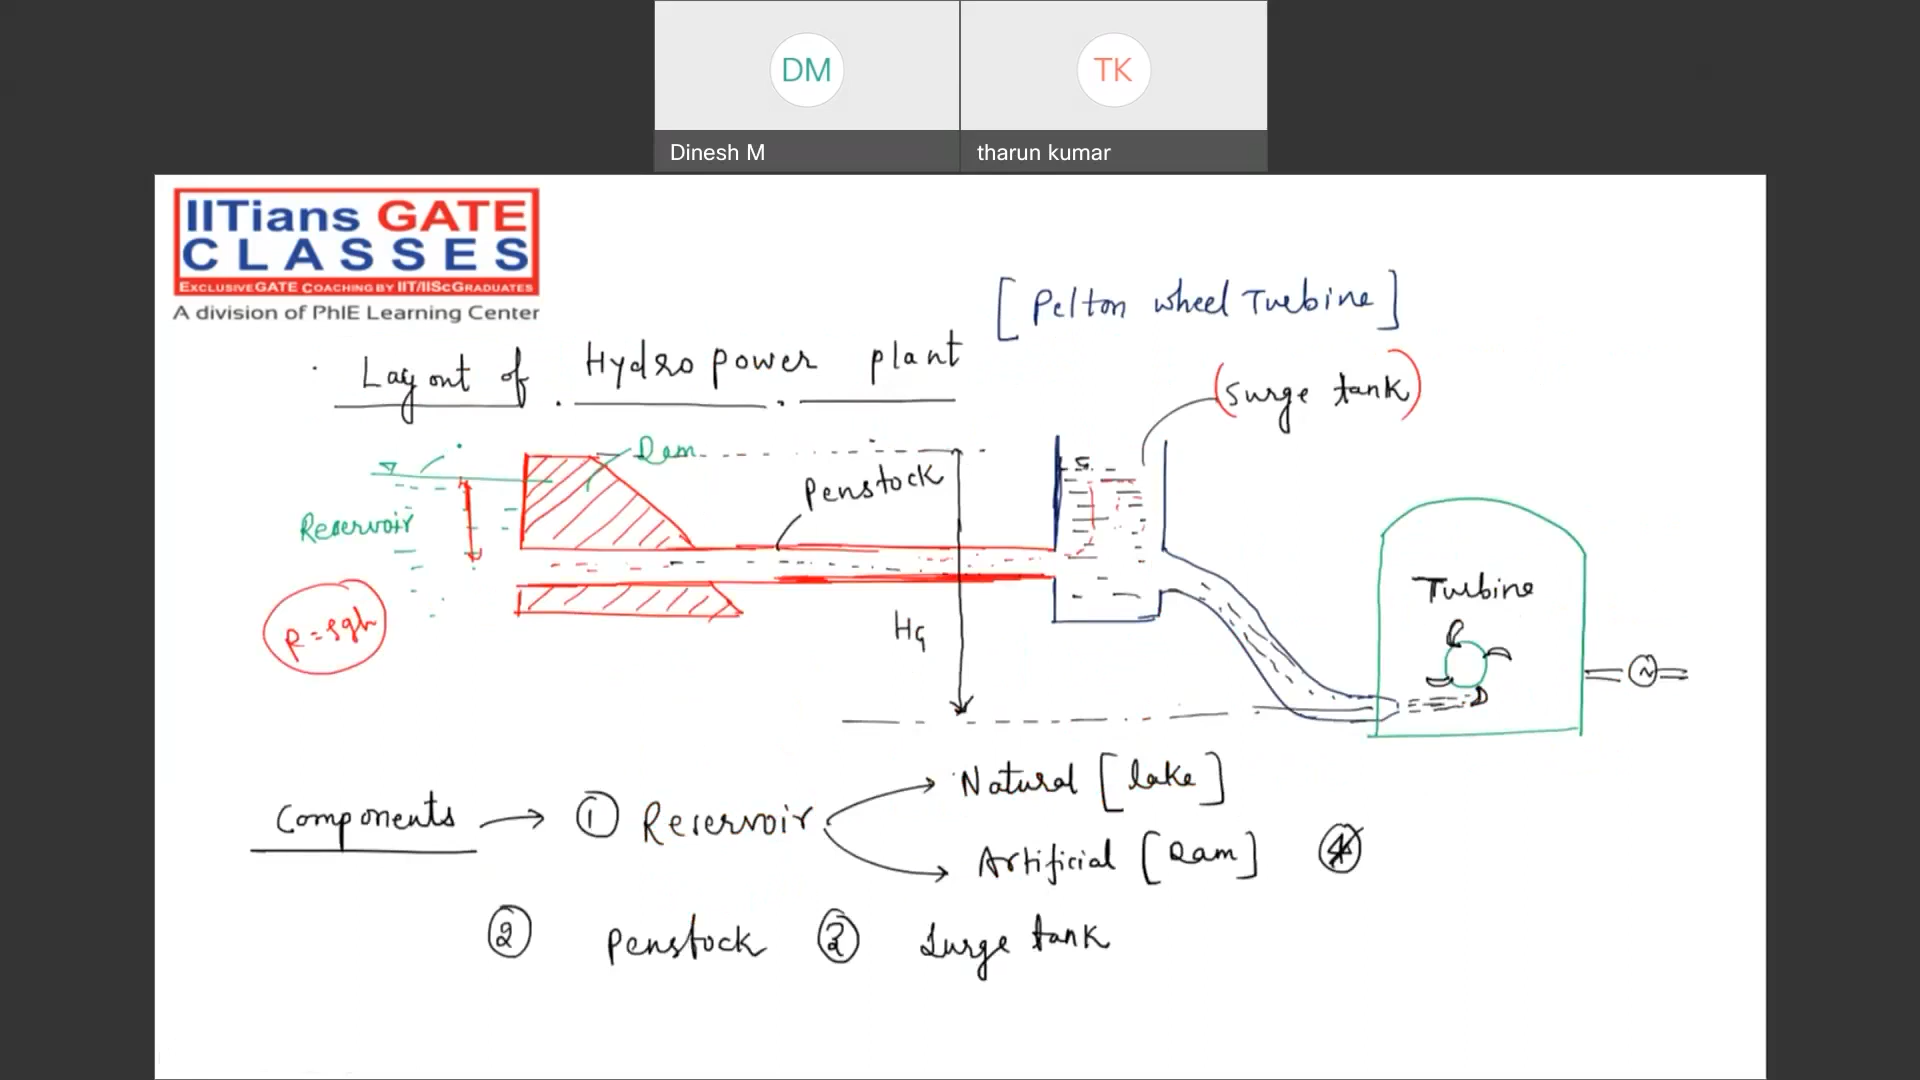 DM
TK
Dinesh M
tharun kumar
IITians GATE
CLASSES
EXCLUSIVE GATE COACHING BY IIT/IISc GRADUATES
A division of PhIE Learning Center
[Pelton wheel Turbine]
Layout of Hydro power plant
(Surge tank)
Dam
Penstock
Reservoir
Turbine
P = ρgh
Hg
Components → ① Reservoir
Natural [lake]
Artificial [Dam] ④
② Penstock ③ Surge tank